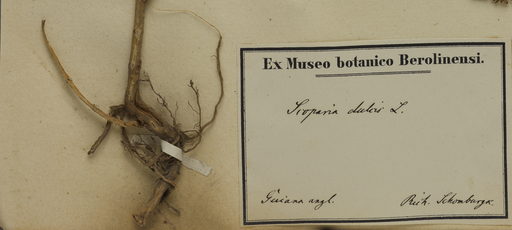 Ex Museo botanico Berolinensi.
Scoparia dulcis L.
Guiana angl. Rich. Schomburgk.